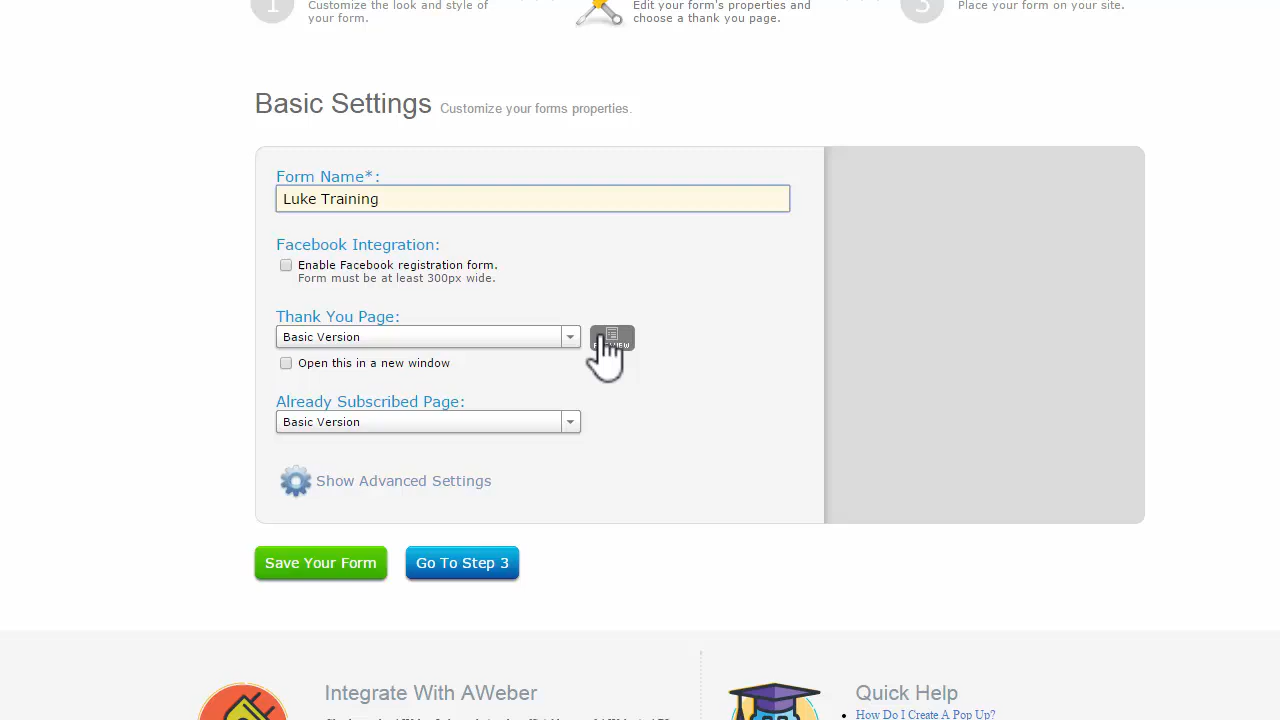 1
Customize the look and style of
your form.
Edit your form's properties and
choose a thank you page.
3
Place your form on your site.
Basic Settings Customize your forms properties.
Form Name*:
Luke Training
Facebook Integration:
Enable Facebook registration form.
Form must be at least 300px wide.
Thank You Page:
Basic Version
Open this in a new window
Already Subscribed Page:
Basic Version
Show Advanced Settings
Save Your Form
Go To Step 3
Integrate With AWeber
Quick Help
How Do I Create A Pop Up?